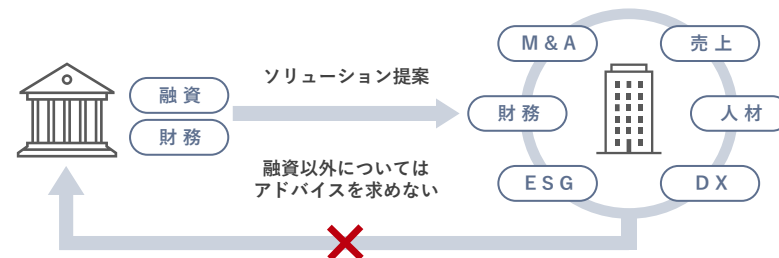 融資
財務
ソリューション提案
融資以外については
アドバイスを求めない
M&A
売上
財務
人材
ESG
DX